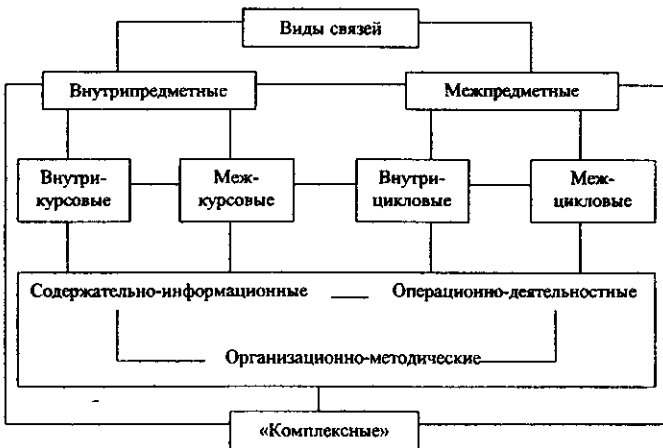 Виды связей
Внутрипредметные
Межпредметные
Внутри-
курсовые
Меж-
курсовые
Внутри-
цикловые
Меж-
цикловые
Содержательно-информационные
Операционно-деятельностные
Организационно-методические
«Комплексные»